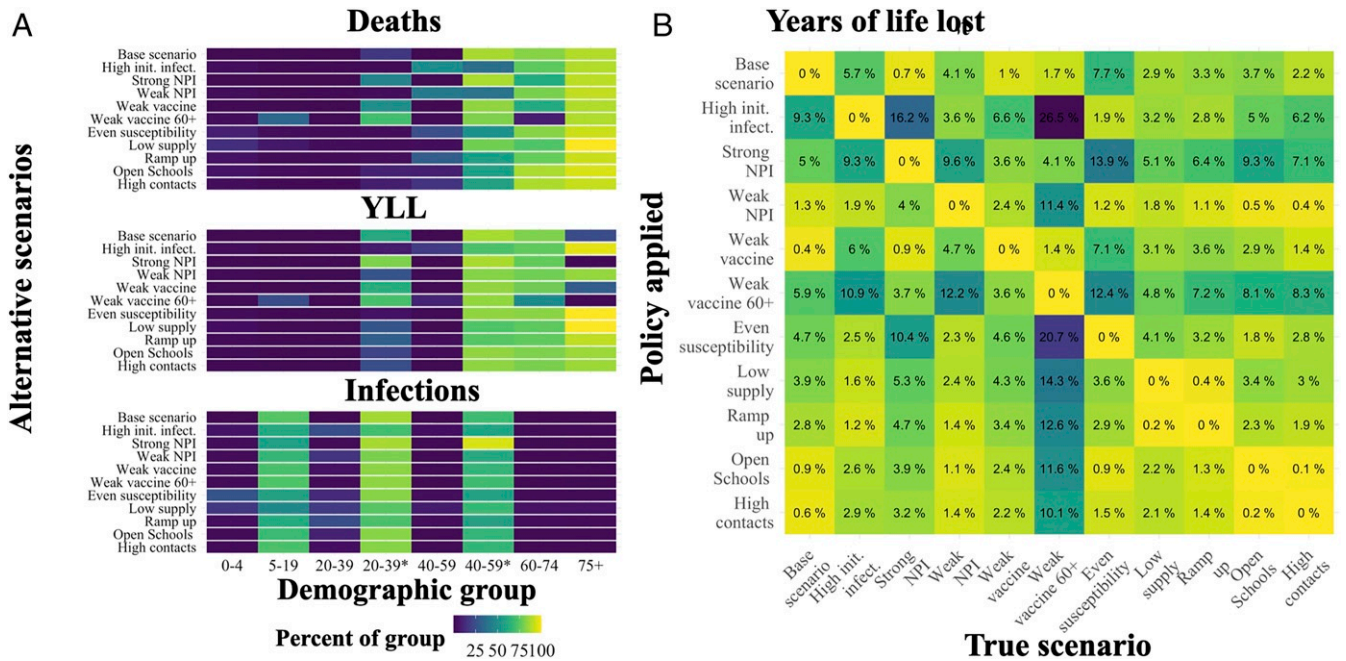 A
Deaths
Alternative scenarios
Base scenario
High init. infect.
Strong NPI
Weak NPI
Weak vaccine
Weak vaccine 60+
Even susceptibility
Low supply
Ramp up
Open Schools
High contacts
YLL
Base scenario
High init. infect.
Strong NPI
Weak NPI
Weak vaccine
Weak vaccine 60+
Even susceptibility
Low supply
Ramp up
Open Schools
High contacts
Infections
Base scenario
High init. infect.
Strong NPI
Weak NPI
Weak vaccine
Weak vaccine 60+
Even susceptibility
Low supply
Ramp up
Open Schools
High contacts
0-4 5-19 20-39 20-39* 40-59 40-59* 60-74 75+
Demographic group
Percent of group
25 50 75100
B
Years of life lost
Policy applied
Base
scenario
0 % 5.7 % 0.7 % 4.1 % 1 % 1.7 % 7.7 % 2.9 % 3.3 % 3.7 % 2.2 %
High init.
infect.
9.3 % 0 % 16.2 % 3.6 % 6.6 % 26.5 % 1.9 % 3.2 % 2.8 % 5 % 6.2 %
Strong
NPI
5 % 9.3 % 0 % 9.6 % 3.6 % 4.1 % 13.9 % 5.1 % 6.4 % 9.3 % 7.1 %
Weak
NPI
1.3 % 1.9 % 4 % 0 % 2.4 % 11.4 % 1.2 % 1.8 % 1.1 % 0.5 % 0.4 %
Weak
vaccine
0.4 % 6 % 0.9 % 4.7 % 0 % 1.4 % 7.1 % 3.1 % 3.6 % 2.9 % 1.4 %
Weak
vaccine 60+
5.9 % 10.9 % 3.7 % 12.2 % 3.6 % 0 % 12.4 % 4.8 % 7.2 % 8.1 % 8.3 %
Even
susceptibility
4.7 % 2.5 % 10.4 % 2.3 % 4.6 % 20.7 % 0 % 4.1 % 3.2 % 1.8 % 2.8 %
Low
supply
3.9 % 1.6 % 5.3 % 2.4 % 4.3 % 14.3 % 3.6 % 0 % 0.4 % 3.4 % 3 %
Ramp
up
2.8 % 1.2 % 4.7 % 1.4 % 3.4 % 12.6 % 2.9 % 0.2 % 0 % 2.3 % 1.9 %
Open
Schools
0.9 % 2.6 % 3.9 % 1.1 % 2.4 % 11.6 % 0.9 % 2.2 % 1.3 % 0 % 0.1 %
High
contacts
0.6 % 2.9 % 3.2 % 1.4 % 2.2 % 10.1 % 1.5 % 2.1 % 1.4 % 0.2 % 0 %
Base
scenario
High init.
infect.
Strong
NPI
Weak
NPI
Weak
vaccine
Weak
vaccine 60+
Even
susceptibility
Low
supply
Ramp
up
Open
Schools
High
contacts
True scenario